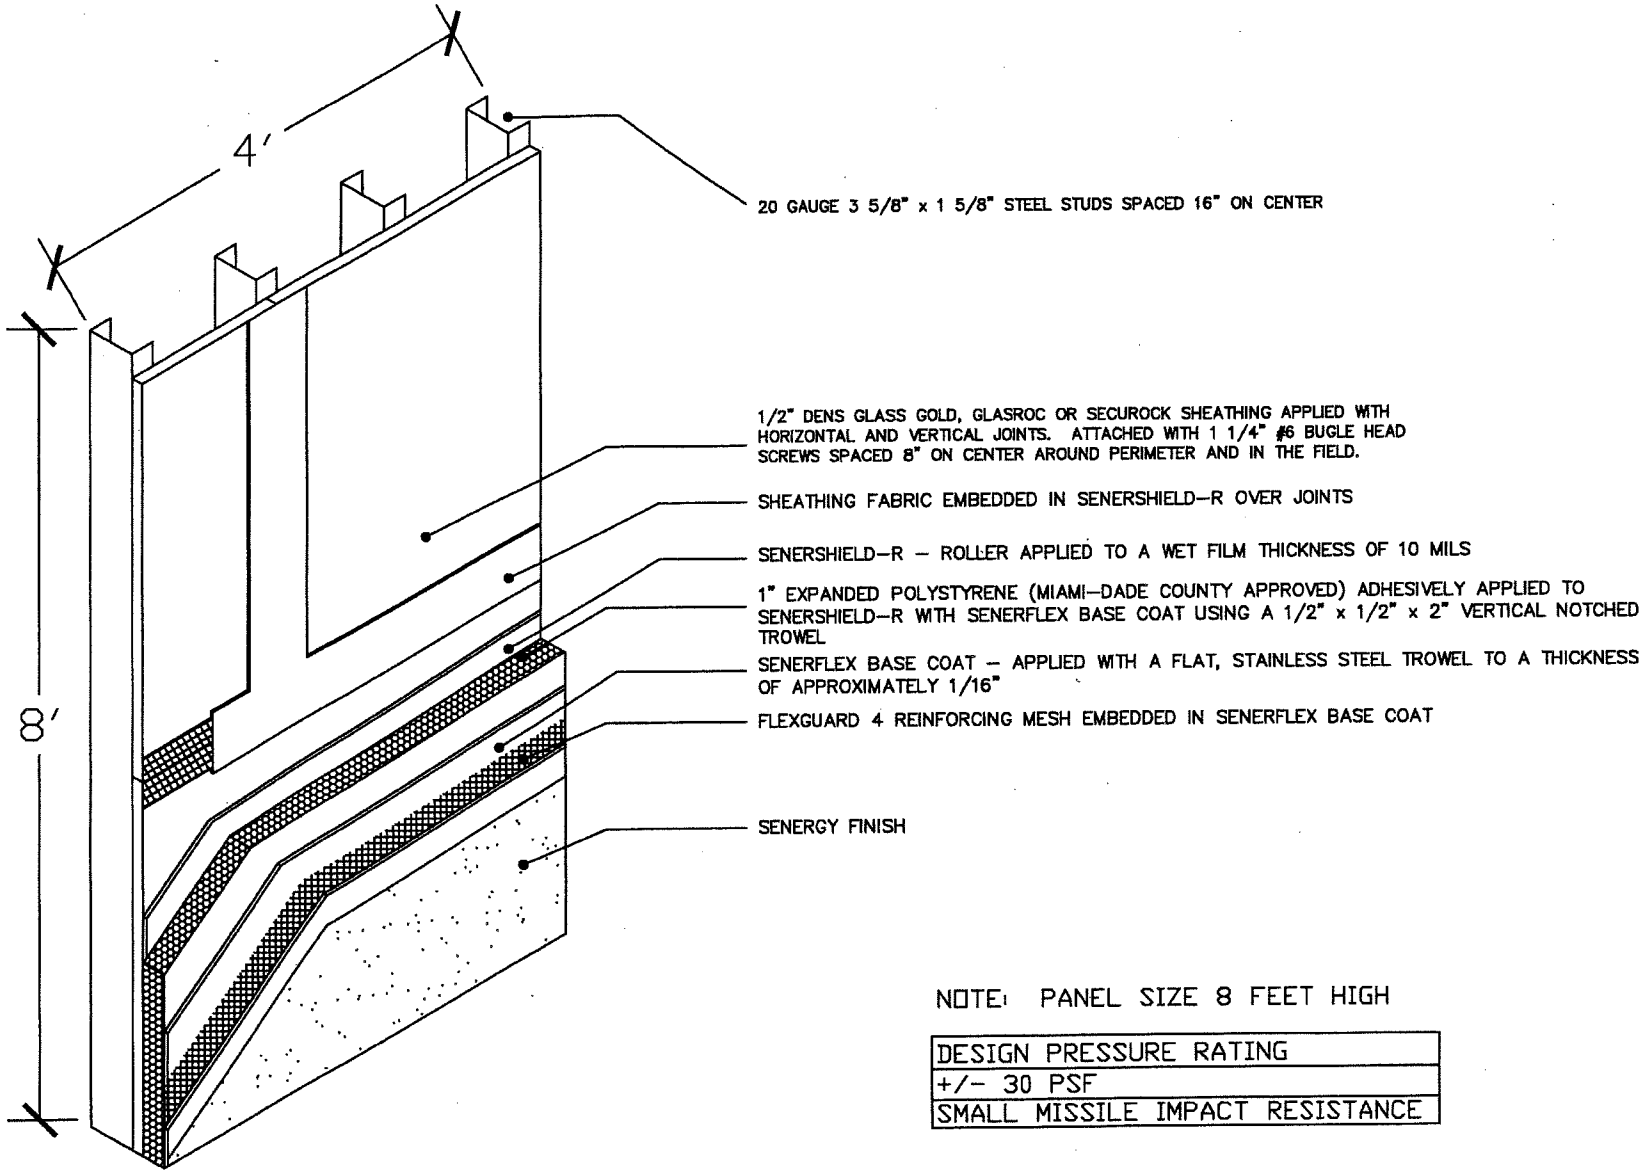 4'
20 GAUGE 3 5/8" x 1 5/8" STEEL STUDS SPACED 16" ON CENTER
1/2" DENS GLASS GOLD, GLASROC OR SECUROCK SHEATHING APPLIED WITH
HORIZONTAL AND VERTICAL JOINTS. ATTACHED WITH 1 1/4" #6 BUGLE HEAD
SCREWS SPACED 8" ON CENTER AROUND PERIMETER AND IN THE FIELD.
SHEATHING FABRIC EMBEDDED IN SENERSHIELD-R OVER JOINTS
SENERSHIELD-R - ROLLER APPLIED TO A WET FILM THICKNESS OF 10 MILS
1" EXPANDED POLYSTYRENE (MIAMI-DADE COUNTY APPROVED) ADHESIVELY APPLIED TO
SENERSHIELD-R WITH SENERFLEX BASE COAT USING A 1/2" x 1/2" x 2" VERTICAL NOTCHED
TROWEL
SENERFLEX BASE COAT - APPLIED WITH A FLAT, STAINLESS STEEL TROWEL TO A THICKNESS
OF APPROXIMATELY 1/16"
8'
FLEXGUARD 4 REINFORCING MESH EMBEDDED IN SENERFLEX BASE COAT
SENERGY FINISH
NOTE: PANEL SIZE 8 FEET HIGH
DESIGN PRESSURE RATING
+/- 30 PSF
SMALL MISSILE IMPACT RESISTANCE